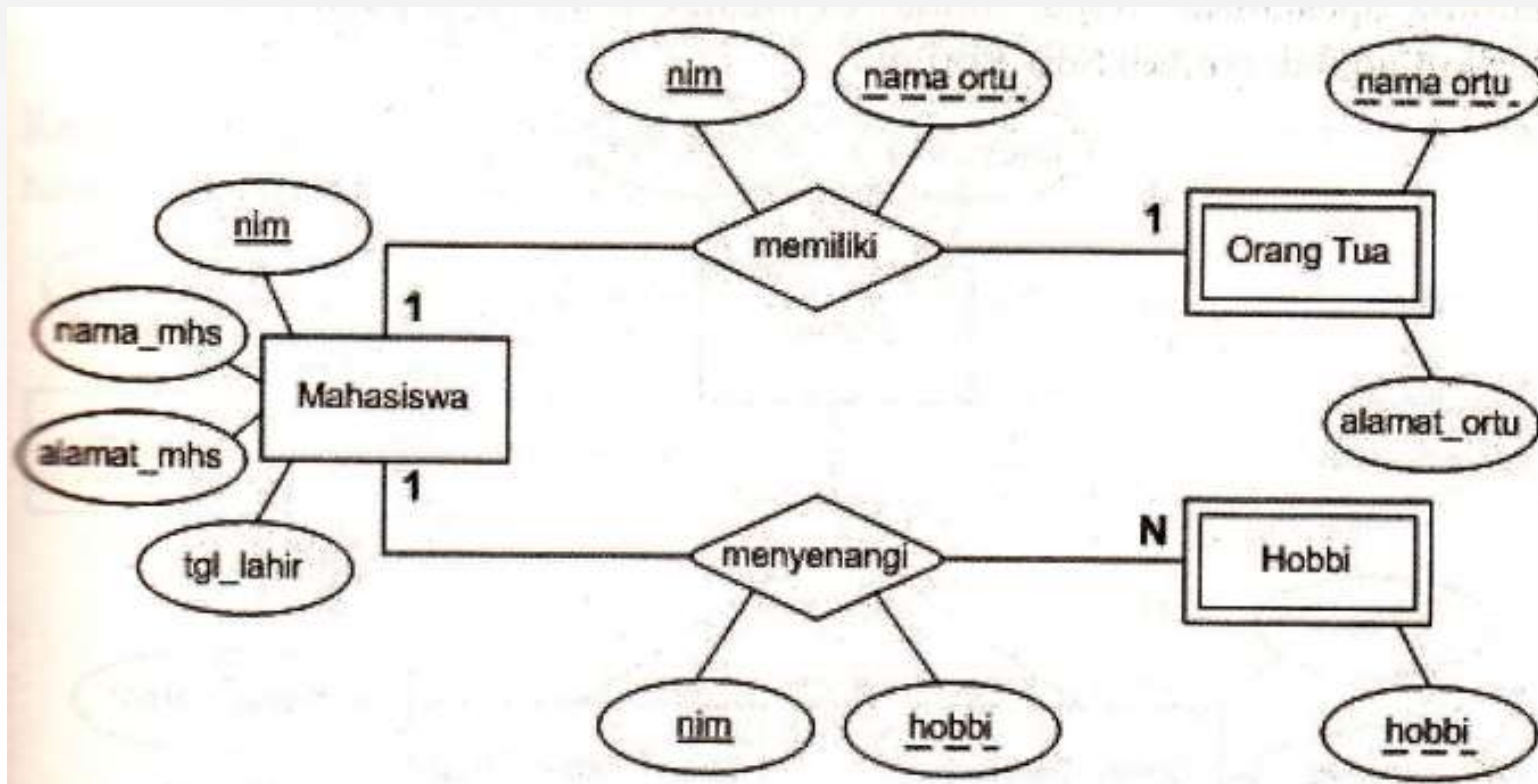 nim
nama ortu
nama ortu
nim
memiliki
1
Orang Tua
1
nama_mhs
Mahasiswa
alamat_mhs
alamat_ortu
1
tgl_lahir
menyenangi
N
Hobbi
nim
hobbi
hobbi